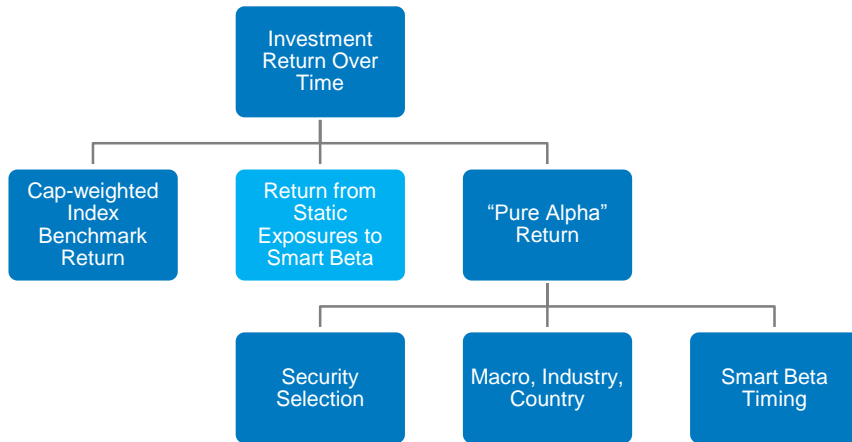 Investment
Return Over
Time
Cap-weighted
Index
Benchmark
Return
Return from
Static
Exposures to
Smart Beta
“Pure Alpha”
Return
Security
Selection
Macro, Industry,
Country
Smart Beta
Timing